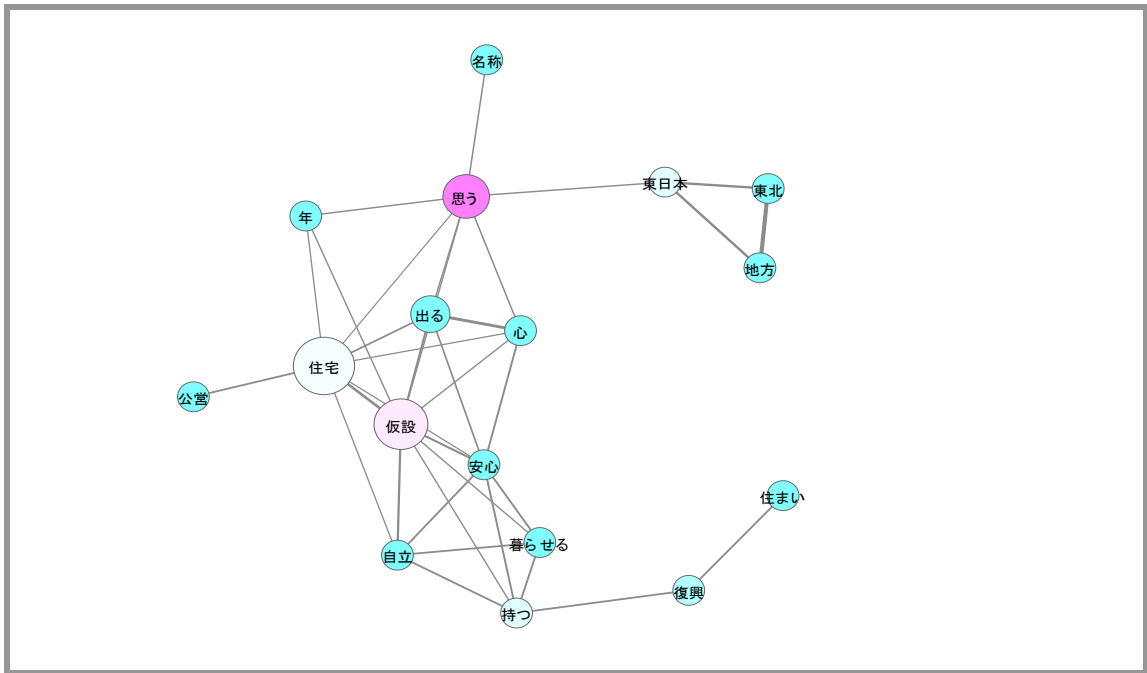 名称
思う
東日本
東北
年
地方
出る
心
住宅
公営
仮設
安心
住まい
暮らせる
自立
復興
持つ